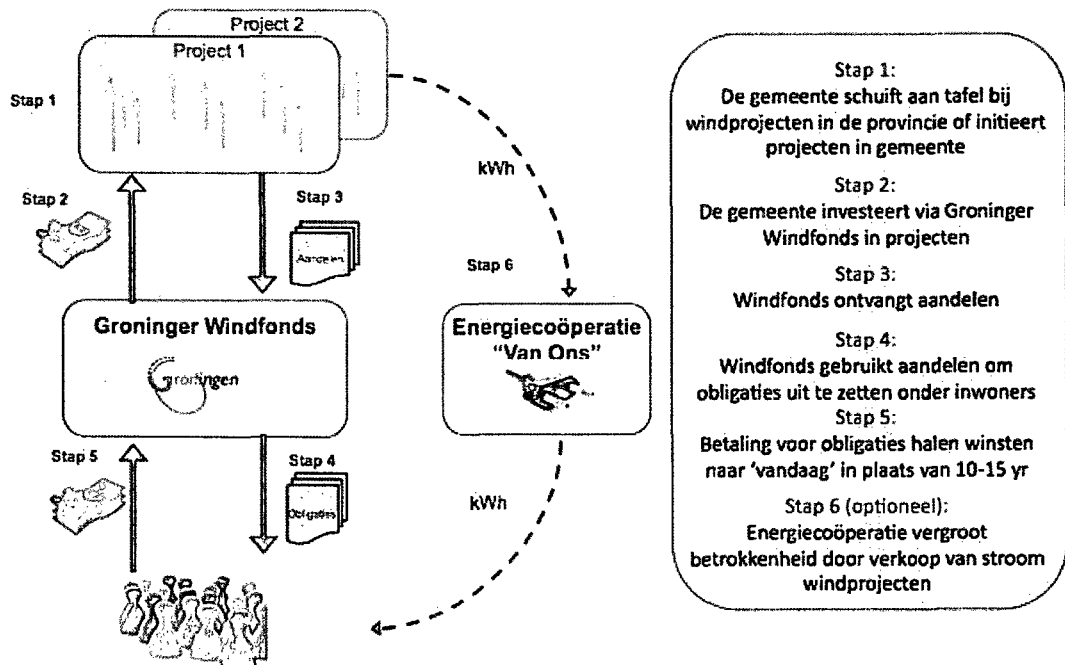 Project 2
Project 1
Stap 1
Stap 2
Stap 3
Aandelen
kWh
Stap 6
Groninger Windfonds
Groningen
Energiecoöperatie
"Van Ons"
Stap 5
Stap 4
Obligaties
kWh
Stap 1:
De gemeente schuift aan tafel bij
windprojecten in de provincie of initieert
projecten in gemeente
Stap 2:
De gemeente investeert via Groninger
Windfonds in projecten
Stap 3:
Windfonds ontvangt aandelen
Stap 4:
Windfonds gebruikt aandelen om
obligaties uit te zetten onder inwoners
Stap 5:
Betaling voor obligaties halen winsten
naar 'vandaag' in plaats van 10-15 yr
Stap 6 (optioneel):
Energiecoöperatie vergroot
betrokkenheid door verkoop van stroom
windprojecten